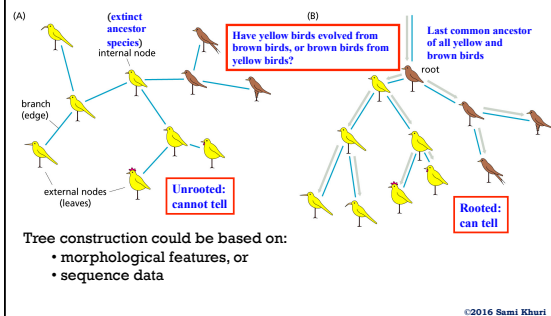 (A)
(extinct
ancestor
species)
internal node
branch
(edge)
external nodes
(leaves)
Unrooted:
cannot tell
Have yellow birds evolved from
brown birds, or brown birds from
yellow birds?
(B)
Last common ancestor
of all yellow and
brown birds
root
Rooted:
can tell
Tree construction could be based on:
• morphological features, or
• sequence data
©2016 Sami Khuri